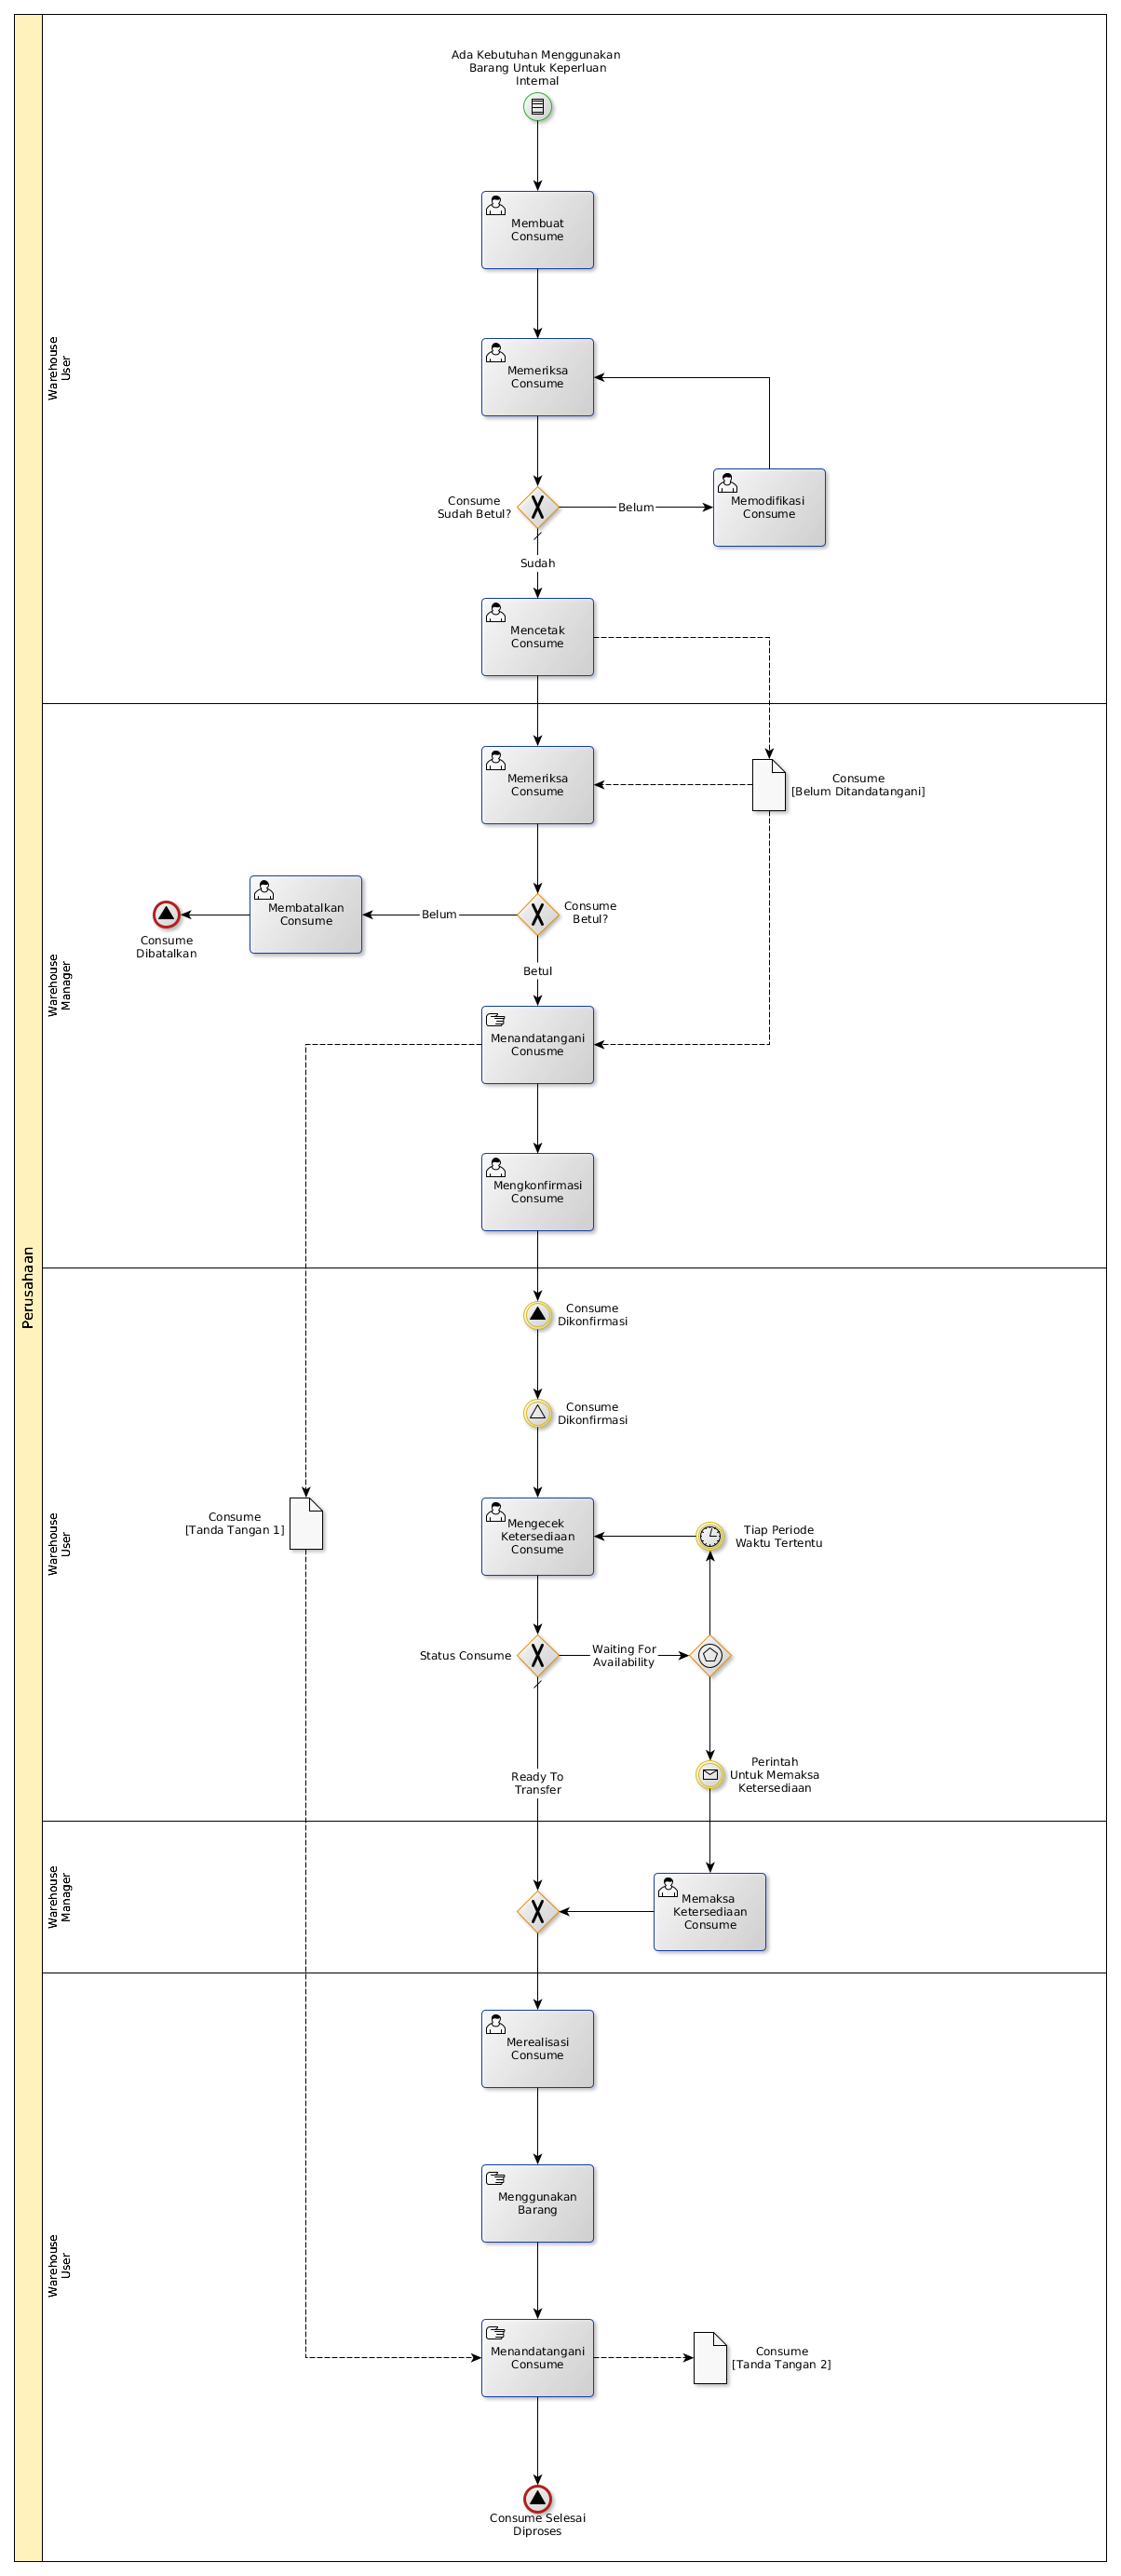 Perusahaan
Warehouse
User
Ada Kebutuhan Menggunakan
Barang Untuk Keperluan
Internal
Membuat
Consume
Memeriksa
Consume
Consume
Sudah Betul?
Belum
Memodifikasi
Consume
Sudah
Mencetak
Consume
Warehouse
Manager
Memeriksa
Consume
Consume
[Belum Ditandatangani]
Consume
Betul?
Belum
Membatalkan
Consume
Consume
Dibatalkan
Betul
Menandatangani
Conusme
Mengkonfirmasi
Consume
Warehouse
User
Consume
Dikonfirmasi
Consume
Dikonfirmasi
Consume
[Tanda Tangan 1]
Mengecek
Ketersediaan
Consume
Tiap Periode
Waktu Tertentu
Status Consume
Waiting For
Availability
Perintah
Untuk Memaksa
Ketersediaan
Ready To
Transfer
Warehouse
Manager
Memaksa
Ketersediaan
Consume
Warehouse
User
Merealisasi
Consume
Menggunakan
Barang
Menandatangani
Consume
Consume
[Tanda Tangan 2]
Consume Selesai
Diproses